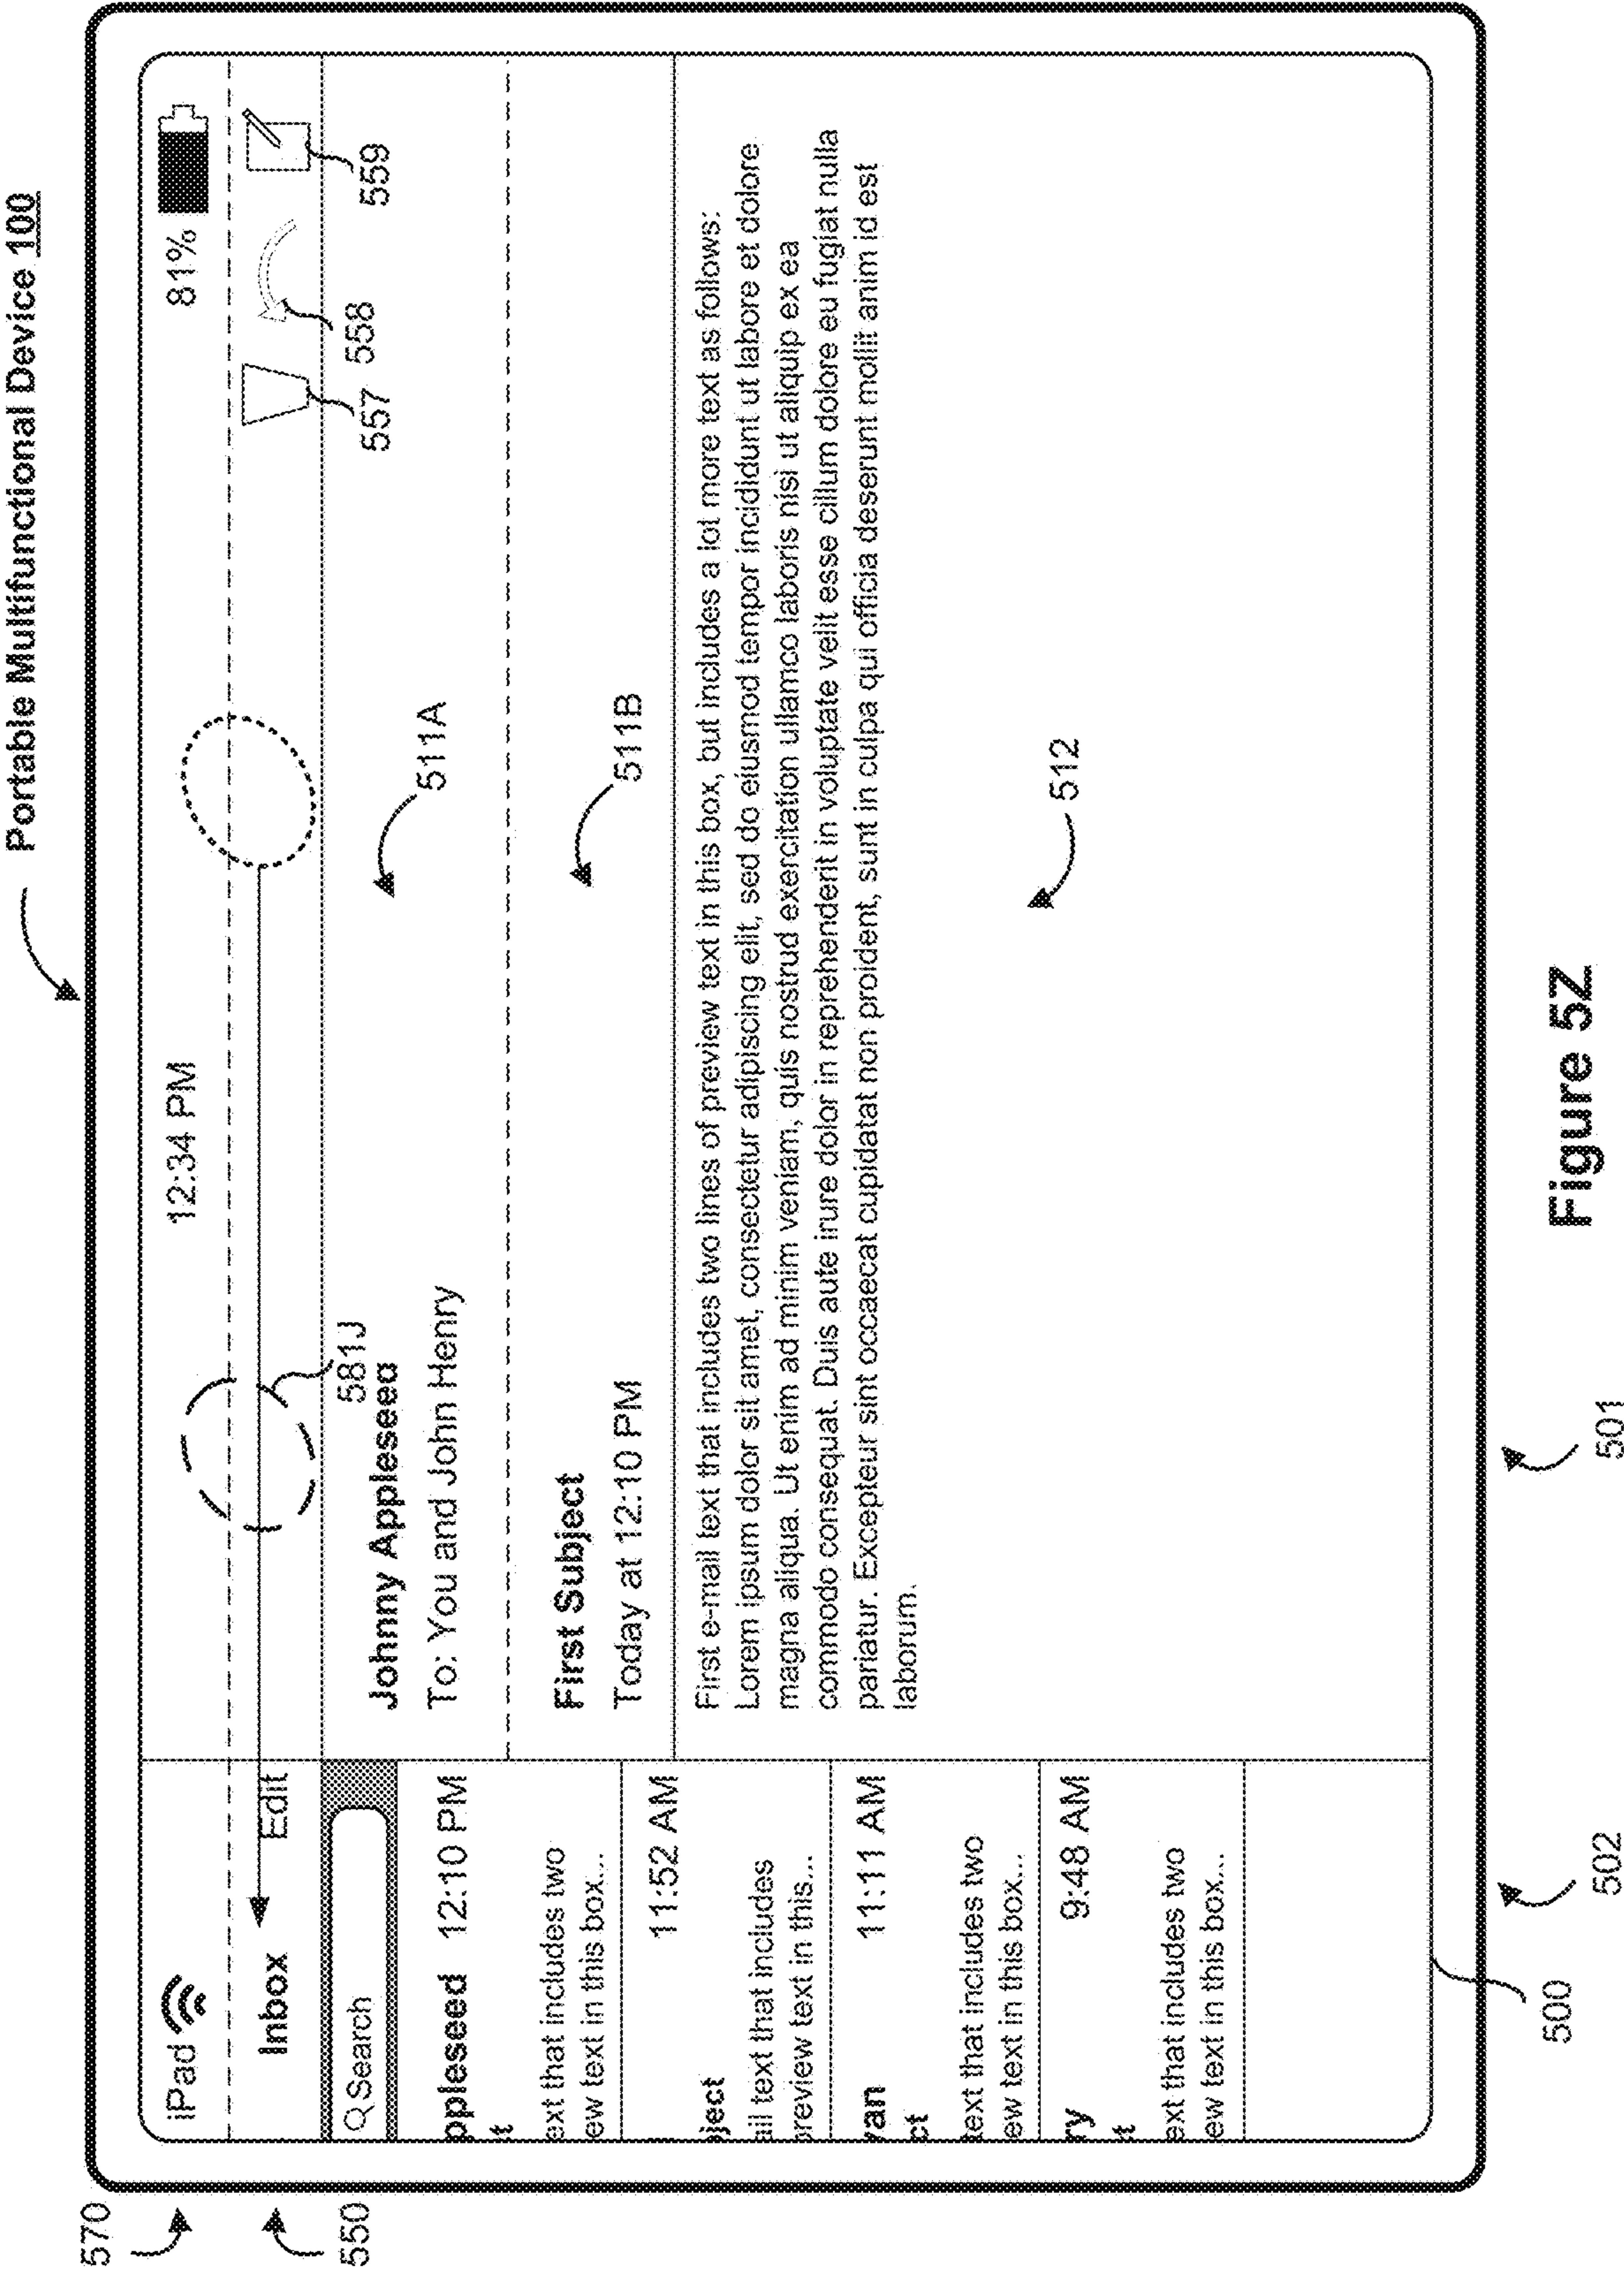 Portable Multifunctional Device 100
570
550
iPad
12:34 PM
81%
Inbox
Edit
557
558
559
581J
Search
ppleseed 12:10 PM
ct
ext that includes two
ew text in this box...
11:52 AM
ject
ail text that includes
preview text in this...
van 11:11 AM
ct
text that includes two
ew text in this box...
ry 9:48 AM
ct
ext that includes two
ew text in this box...
Johnny Appleseed
To: You and John Henry
511A
First Subject
Today at 12:10 PM
511B
First e-mail text that includes two lines of preview text in this box, but includes a lot more text as follows:
Lorem ipsum dolor sit amet, consectetur adipiscing elit, sed do eiusmod tempor incididunt ut labore et dolore
magna aliqua. Ut enim ad minim veniam, quis nostrud exercitation ullamco laboris nisi ut aliquip ex ea
commodo consequat. Duis aute irure dolor in reprehenderit in voluptate velit esse cillum dolore eu fugiat nulla
pariatur. Excepteur sint occaecat cupidatat non proident, sunt in culpa qui officia deserunt mollit anim id est
laborum.
512
500
502
501
Figure 5Z